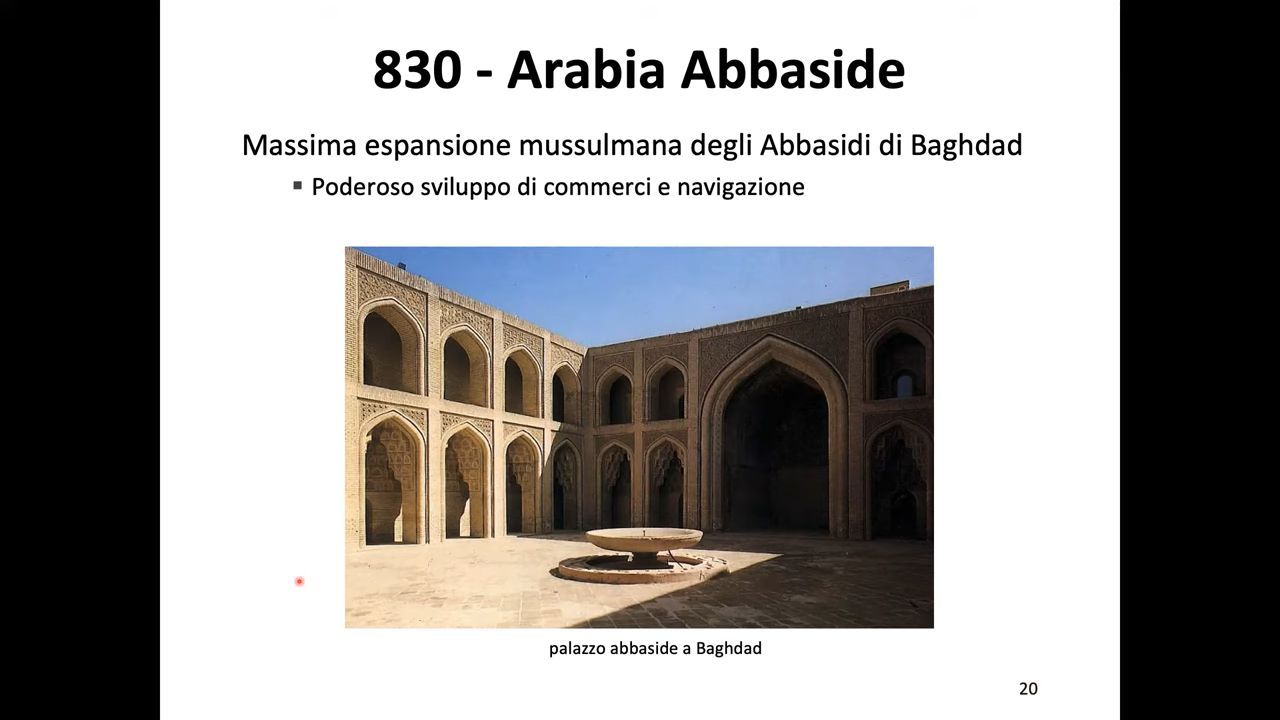 830 - Arabia Abbaside
Massima espansione mussulmana degli Abbasidi di Baghdad
▪ Poderoso sviluppo di commerci e navigazione
palazzo abbaside a Baghdad
20